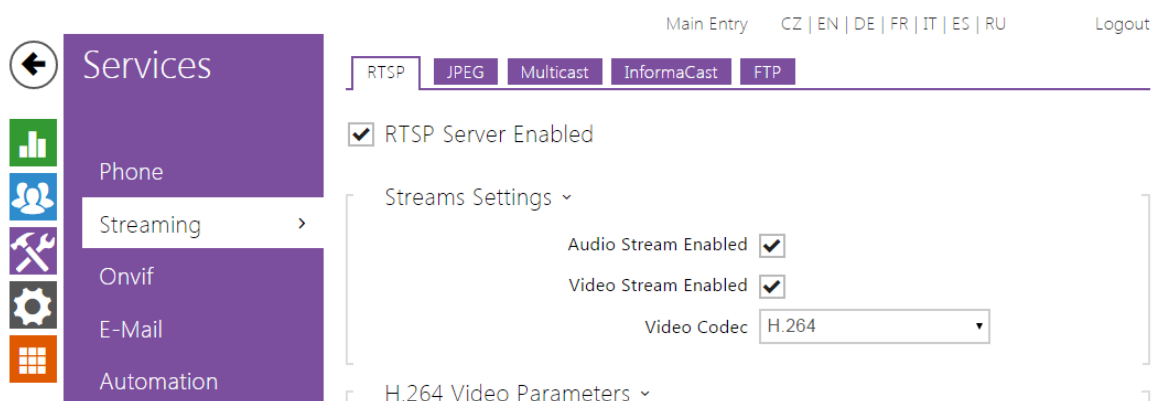 Main Entry CZ | EN | DE | FR | IT | ES | RU Logout
Services
RTSP JPEG Multicast InformaCast FTP
RTSP Server Enabled
Phone
Streaming
Onvif
E-Mail
Automation
Streams Settings
Audio Stream Enabled
Video Stream Enabled
Video Codec H.264
H.264 Video Parameters